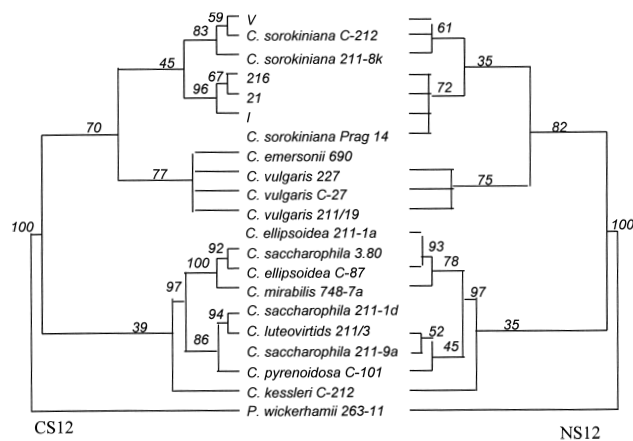 59 V 61
83 C. sorokiniana C-212
C. sorokiniana 211-8k 35
45 67 216
96 21 72
I
70 C. sorokiniana Prag 14 82
C. emersonii 690
77 C. vulgaris 227 75
C. vulgaris C-27
C. vulgaris 211/19
100 C. ellipsoidea 211-1a 100
92 C. saccharophila 3.80 93
100 C. ellipsoidea C-87 78
97 C. mirabilis 748-7a 97
94 C. saccharophila 211-1d
39 C. luteovirtids 211/3 52 35
86 C. saccharophila 211-9a 45
C. pyrenoidosa C-101
C. kessleri C-212
P. wickerhamii 263-11
CS12 NS12